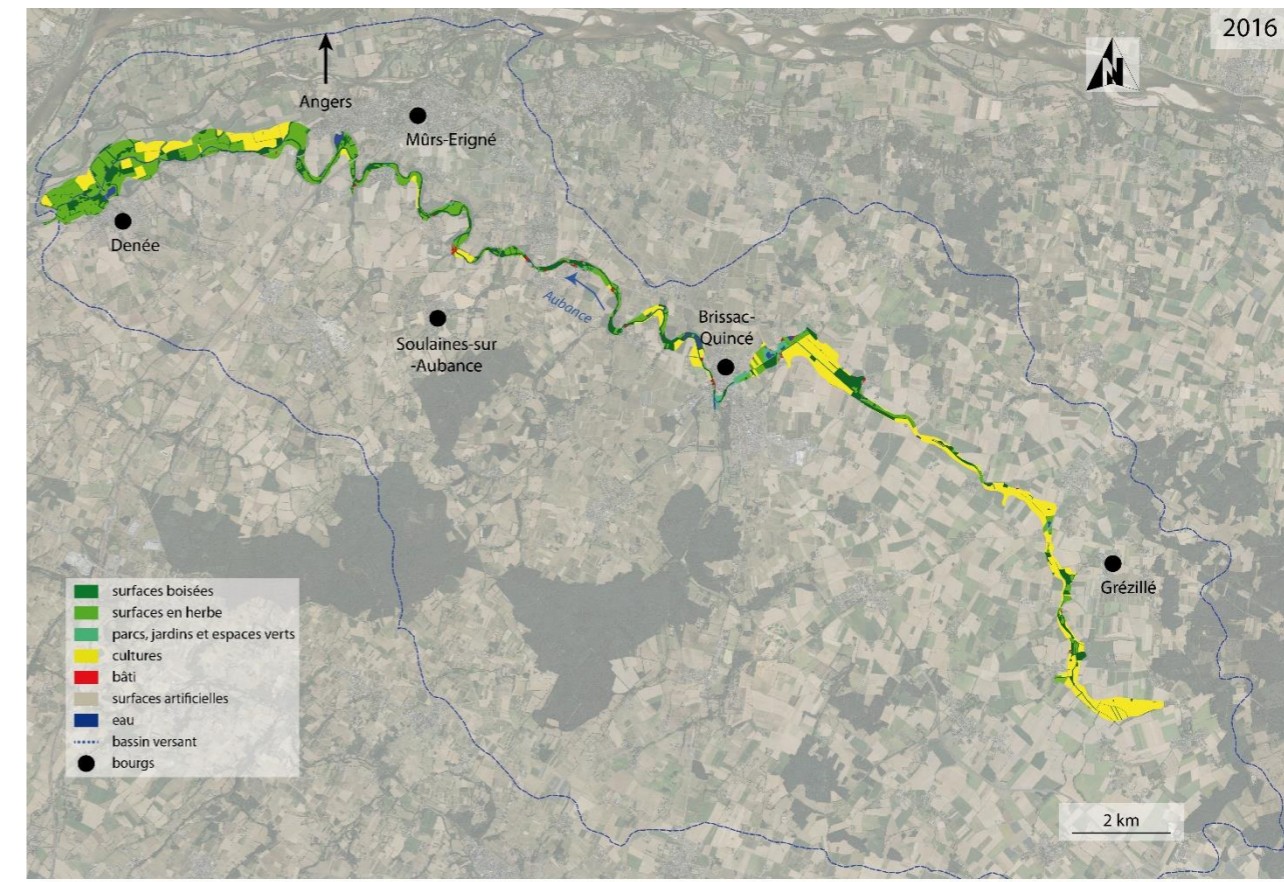 2016
N
Angers
Mûrs-Erigné
Denée
Aubance
Soulaines-sur
-Aubance
Brissac-
Quincé
Grézillé
surfaces boisées
surfaces en herbe
parcs, jardins et espaces verts
cultures
bâti
surfaces artificielles
eau
bassin versant
bourgs
2 km